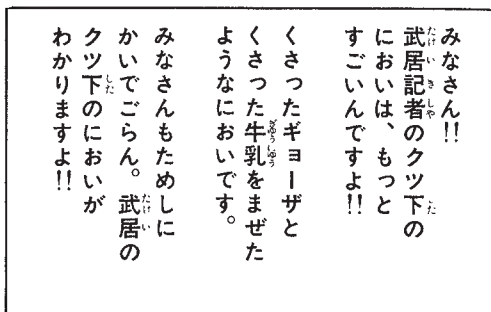 みなさん!!
武居記者のクツ下の
においは、もっと
すごいんですよ!!
くさったギョーザと
くさった牛乳をまぜた
ようなにおいです。
みなさんもためしに
かいでごらん。武居の
クツ下のにおいが
わかりますよ!!